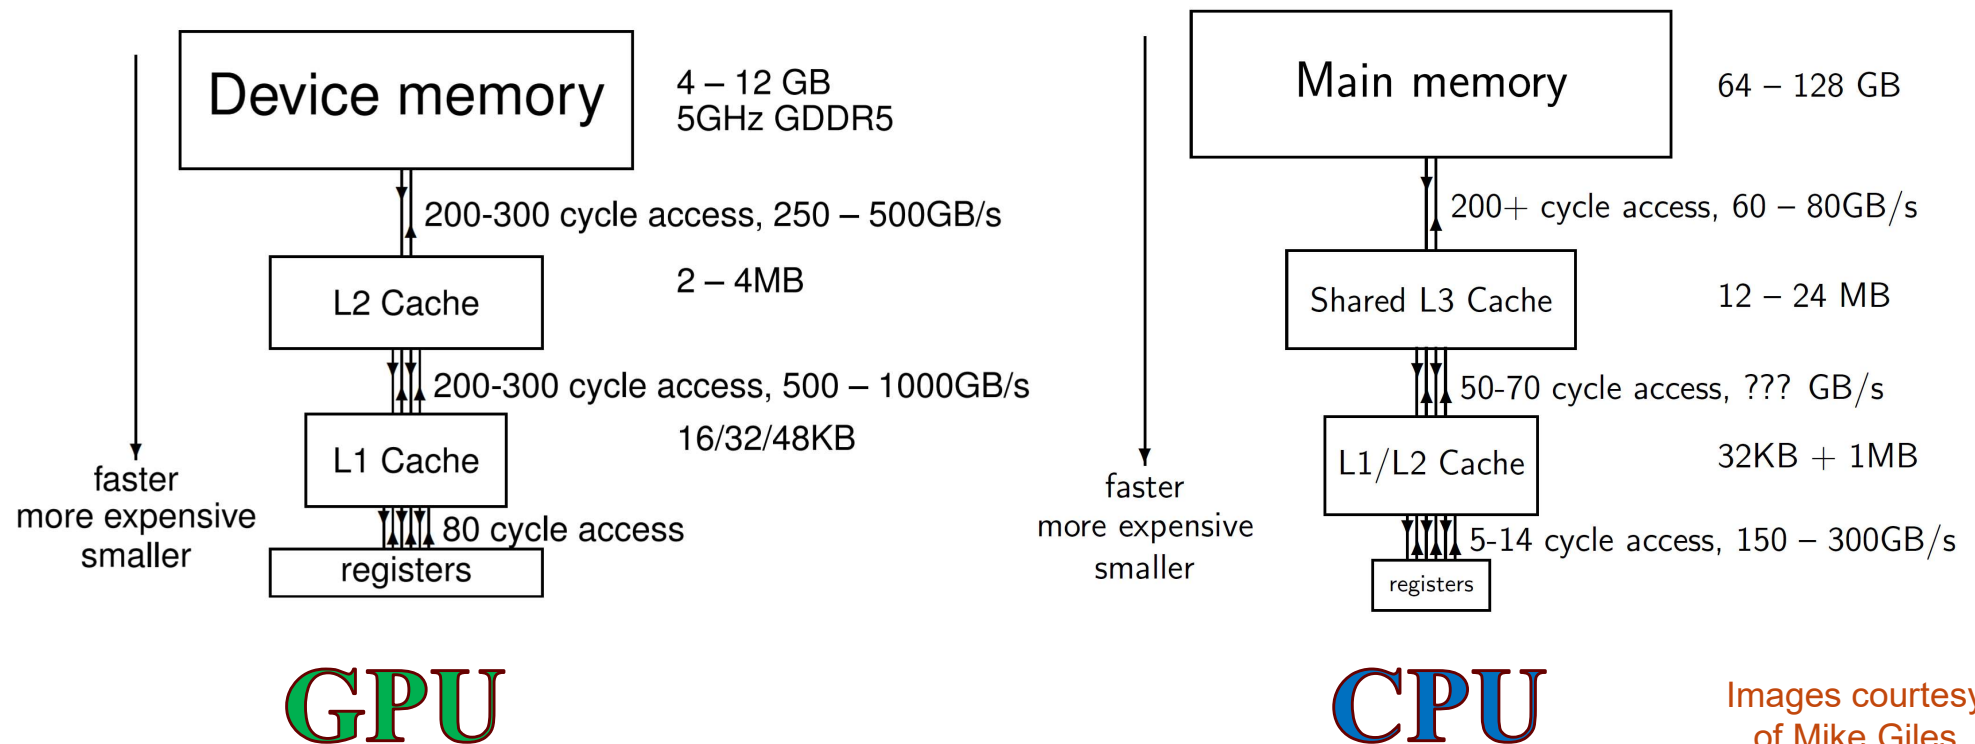 Device memory
4 – 12 GB
5GHz GDDR5
200-300 cycle access, 250 – 500GB/s
L2 Cache
2 – 4MB
200-300 cycle access, 500 – 1000GB/s
L1 Cache
16/32/48KB
80 cycle access
registers
faster
more expensive
smaller
GPU
Main memory
64 – 128 GB
200+ cycle access, 60 – 80GB/s
Shared L3 Cache
12 – 24 MB
50-70 cycle access, ??? GB/s
L1/L2 Cache
32KB + 1MB
5-14 cycle access, 150 – 300GB/s
registers
faster
more expensive
smaller
CPU
Images courtesy
of Mike Giles